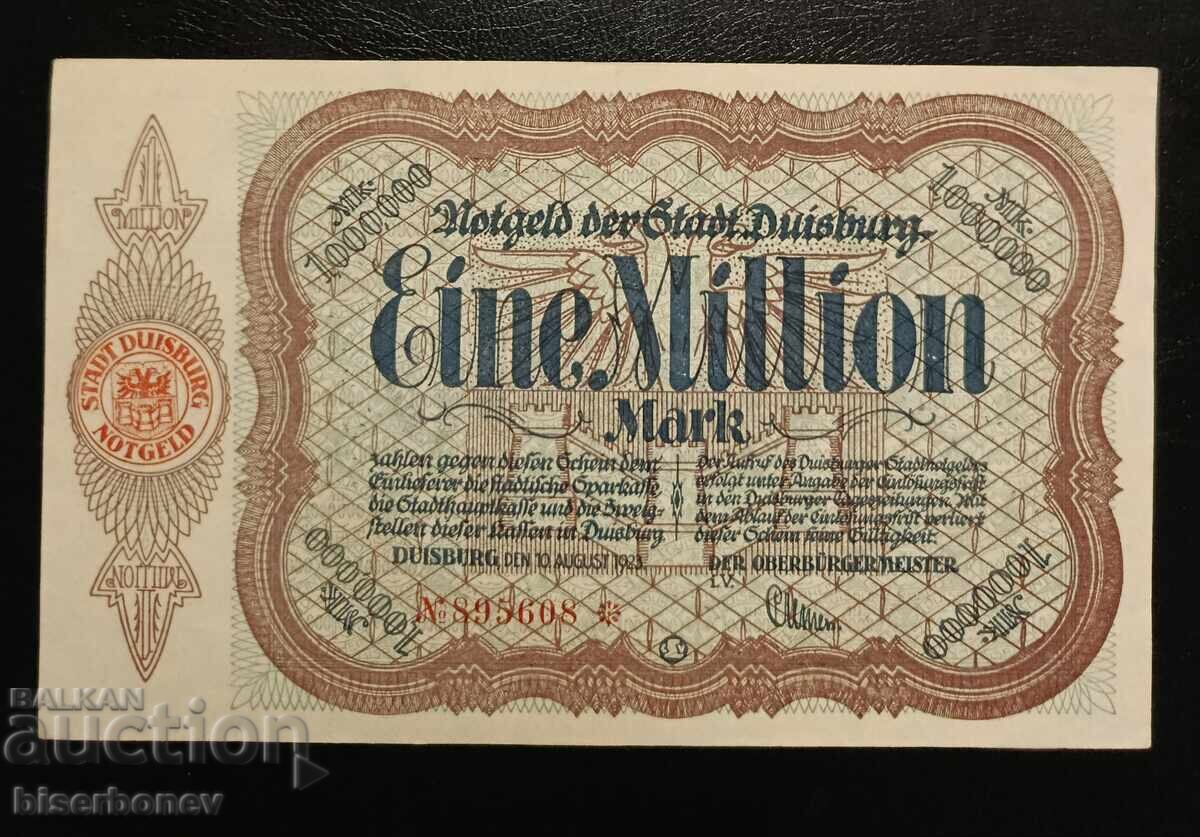 Mk.
1000000
Mk.
1000000
Notgeld der Stadt Duisburg
Eine Million
Mark
1
MILLION
STADT DUISBURG
NOTGELD
MILLION
1
zahlen gegen diesen Schein dem
Einlieferer die städtische Sparkasse
die Stadthauptkasse und die Zweig-
stellen dieser Kassen in Duisburg
Der Aufruf des Duisburger Stadtnotgeldes
erfolgt unter Angabe der Einlösungsfrist
in den Duisburger Tageszeitungen. Mit
dem Ablauf der Einlösungsfrist verliert
dieser Schein seine Gültigkeit.
DUISBURG DEN 10. AUGUST 1923.
DER OBERBÜRGERMEISTER
I.V.
№ 895608 *
Mk.
1000000
Mk.
1000000
BALKAN
auction
biserbonev